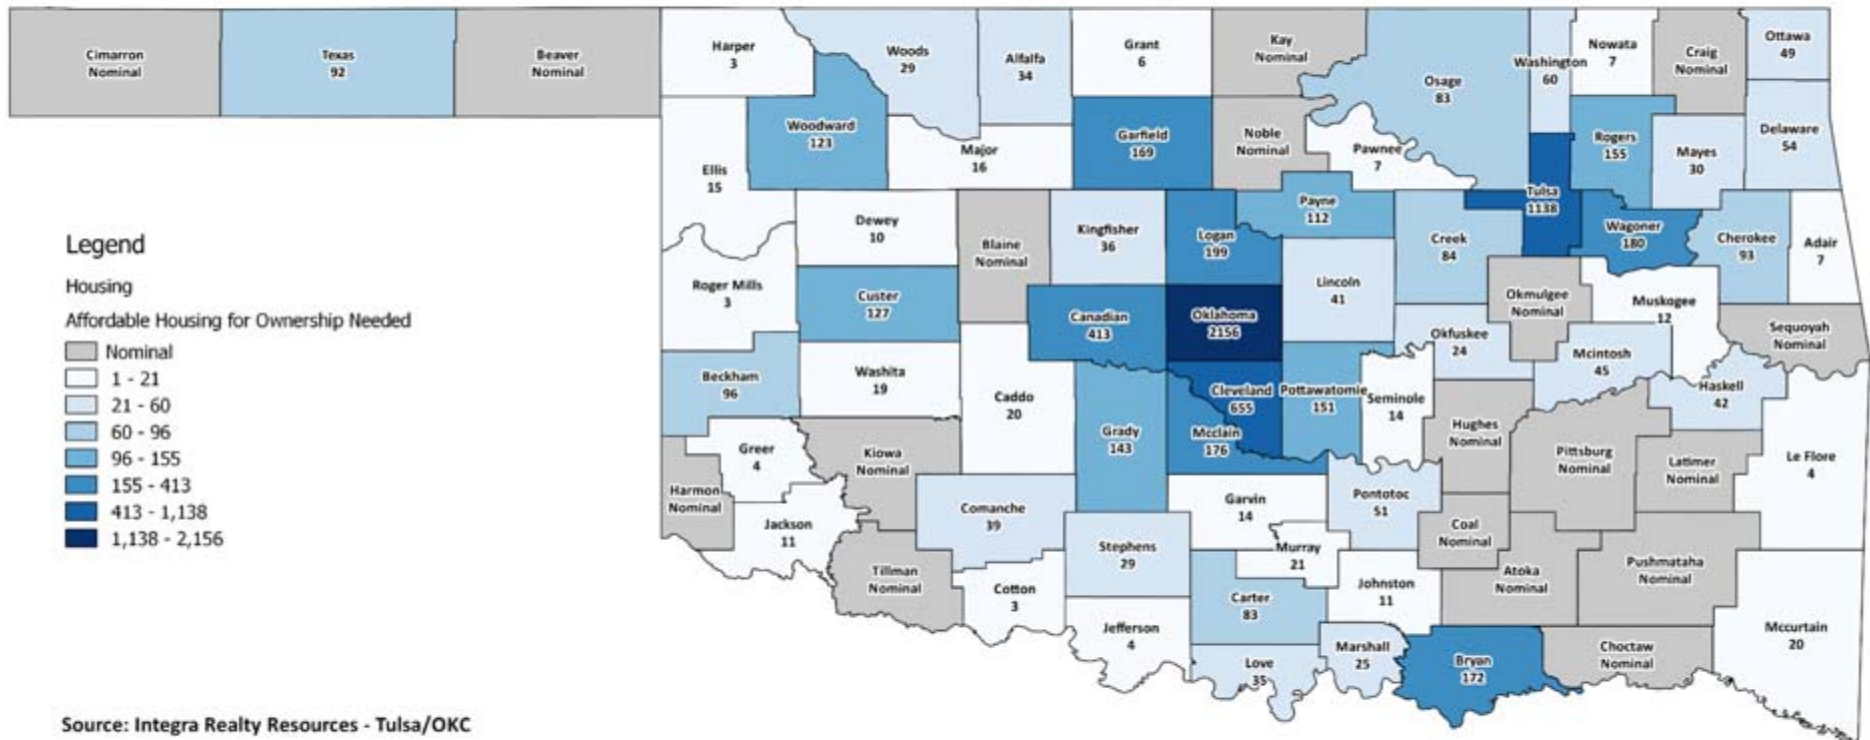 Cimarron
Nominal
Texas
92
Beaver
Nominal
Harper
3
Woods
29
Alfalfa
34
Grant
6
Kay
Nominal
Osage
83
Washington
60
Nowata
7
Craig
Nominal
Ottawa
49
Woodward
123
Major
16
Garfield
169
Noble
Nominal
Pawnee
7
Rogers
155
Mayes
30
Delaware
54
Ellis
15
Dewey
10
Blaine
Nominal
Kingfisher
36
Logan
199
Payne
112
Creek
84
Tulsa
1138
Wagoner
180
Cherokee
93
Adair
7
Roger Mills
3
Custer
127
Canadian
413
Oklahoma
2156
Lincoln
41
Okfuskee
24
Okmulgee
Nominal
Muskogee
12
Mcintosh
45
Sequoyah
Nominal
Beckham
96
Washita
19
Caddo
20
Grady
143
Cleveland
655
Mcclain
176
Pottawatomie
151
Seminole
14
Hughes
Nominal
Pittsburg
Nominal
Haskell
42
Latimer
Nominal
Le Flore
4
Harmon
Nominal
Greer
4
Kiowa
Nominal
Jackson
11
Tillman
Nominal
Comanche
39
Cotton
3
Stephens
29
Jefferson
4
Garvin
14
Murray
21
Carter
83
Love
35
Pontotoc
51
Johnston
11
Marshall
25
Coal
Nominal
Atoka
Nominal
Bryan
172
Pushmataha
Nominal
Choctaw
Nominal
Mccurtain
20
Legend
Housing
Affordable Housing for Ownership Needed
Nominal
1 - 21
21 - 60
60 - 96
96 - 155
155 - 413
413 - 1,138
1,138 - 2,156
Source: Integra Realty Resources - Tulsa/OKC